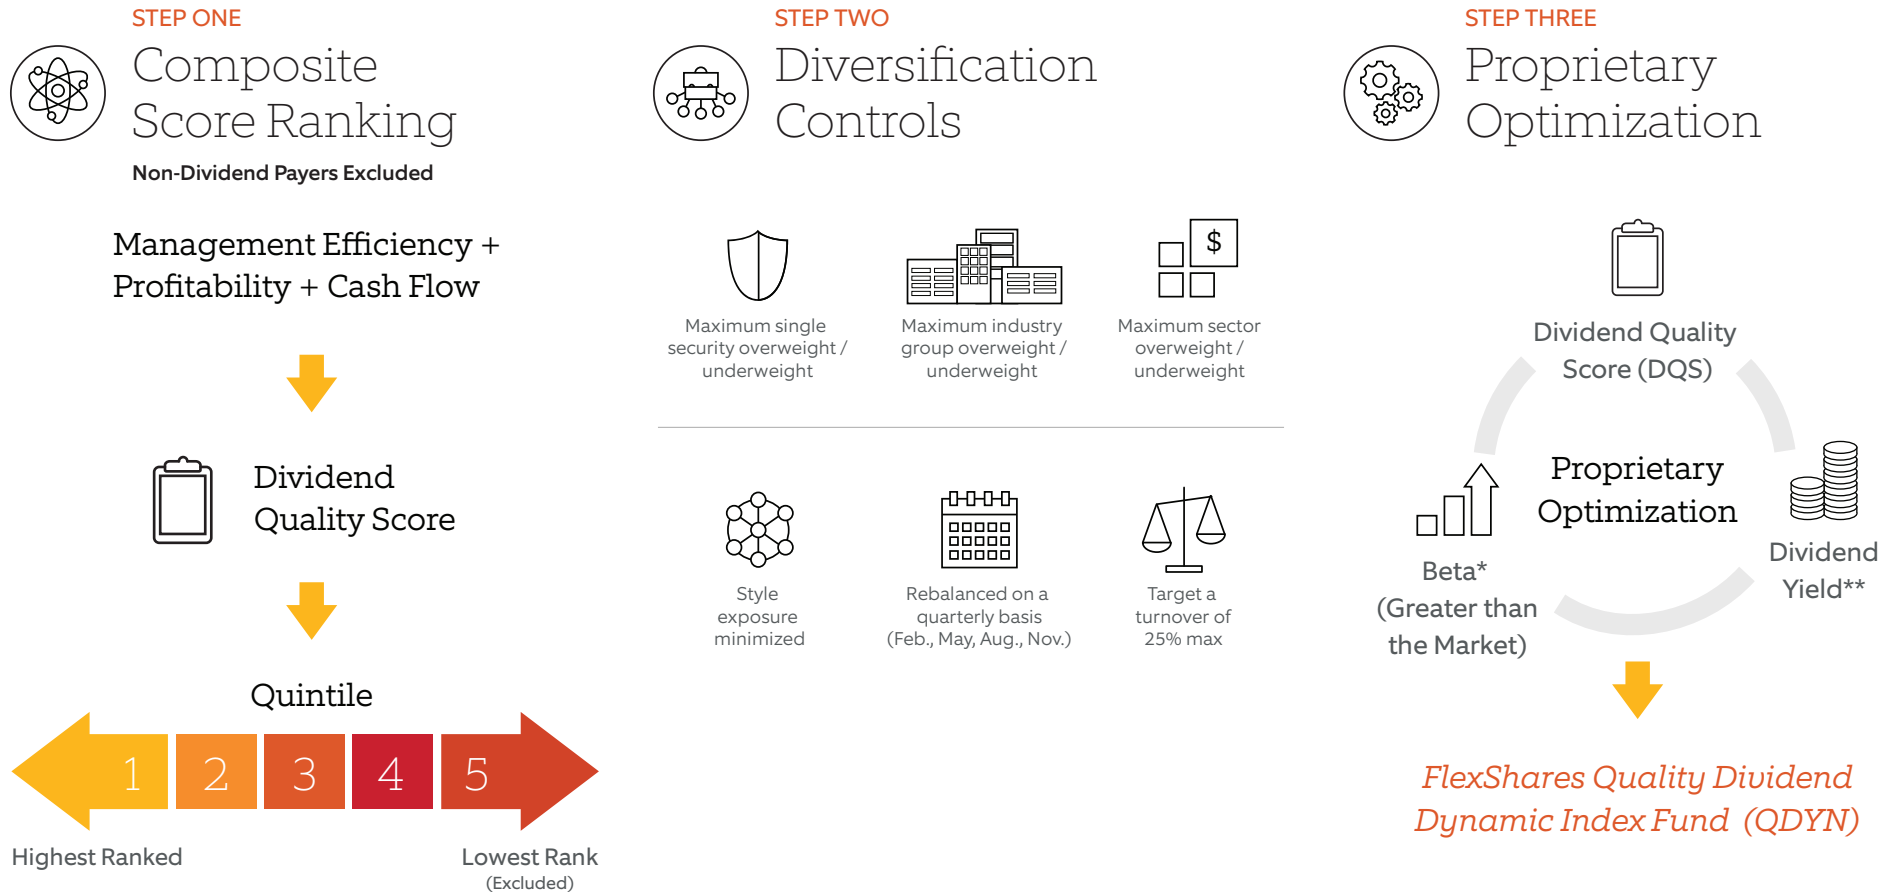 STEP ONE
Composite
Score Ranking
Non-Dividend Payers Excluded
Management Efficiency +
Profitability + Cash Flow
Dividend
Quality Score
Quintile
1 2 3 4 5
Highest Ranked
Lowest Rank
(Excluded)
STEP TWO
Diversification
Controls
Maximum single
security overweight /
underweight
Maximum industry
group overweight /
underweight
$
Maximum sector
overweight /
underweight
Style
exposure
minimized
Rebalanced on a
quarterly basis
(Feb., May, Aug., Nov.)
Target a
turnover of
25% max
STEP THREE
Proprietary
Optimization
Dividend Quality
Score (DQS)
Proprietary
Optimization
Beta*
(Greater than
the Market)
Dividend
Yield**
FlexShares Quality Dividend
Dynamic Index Fund (QDYN)